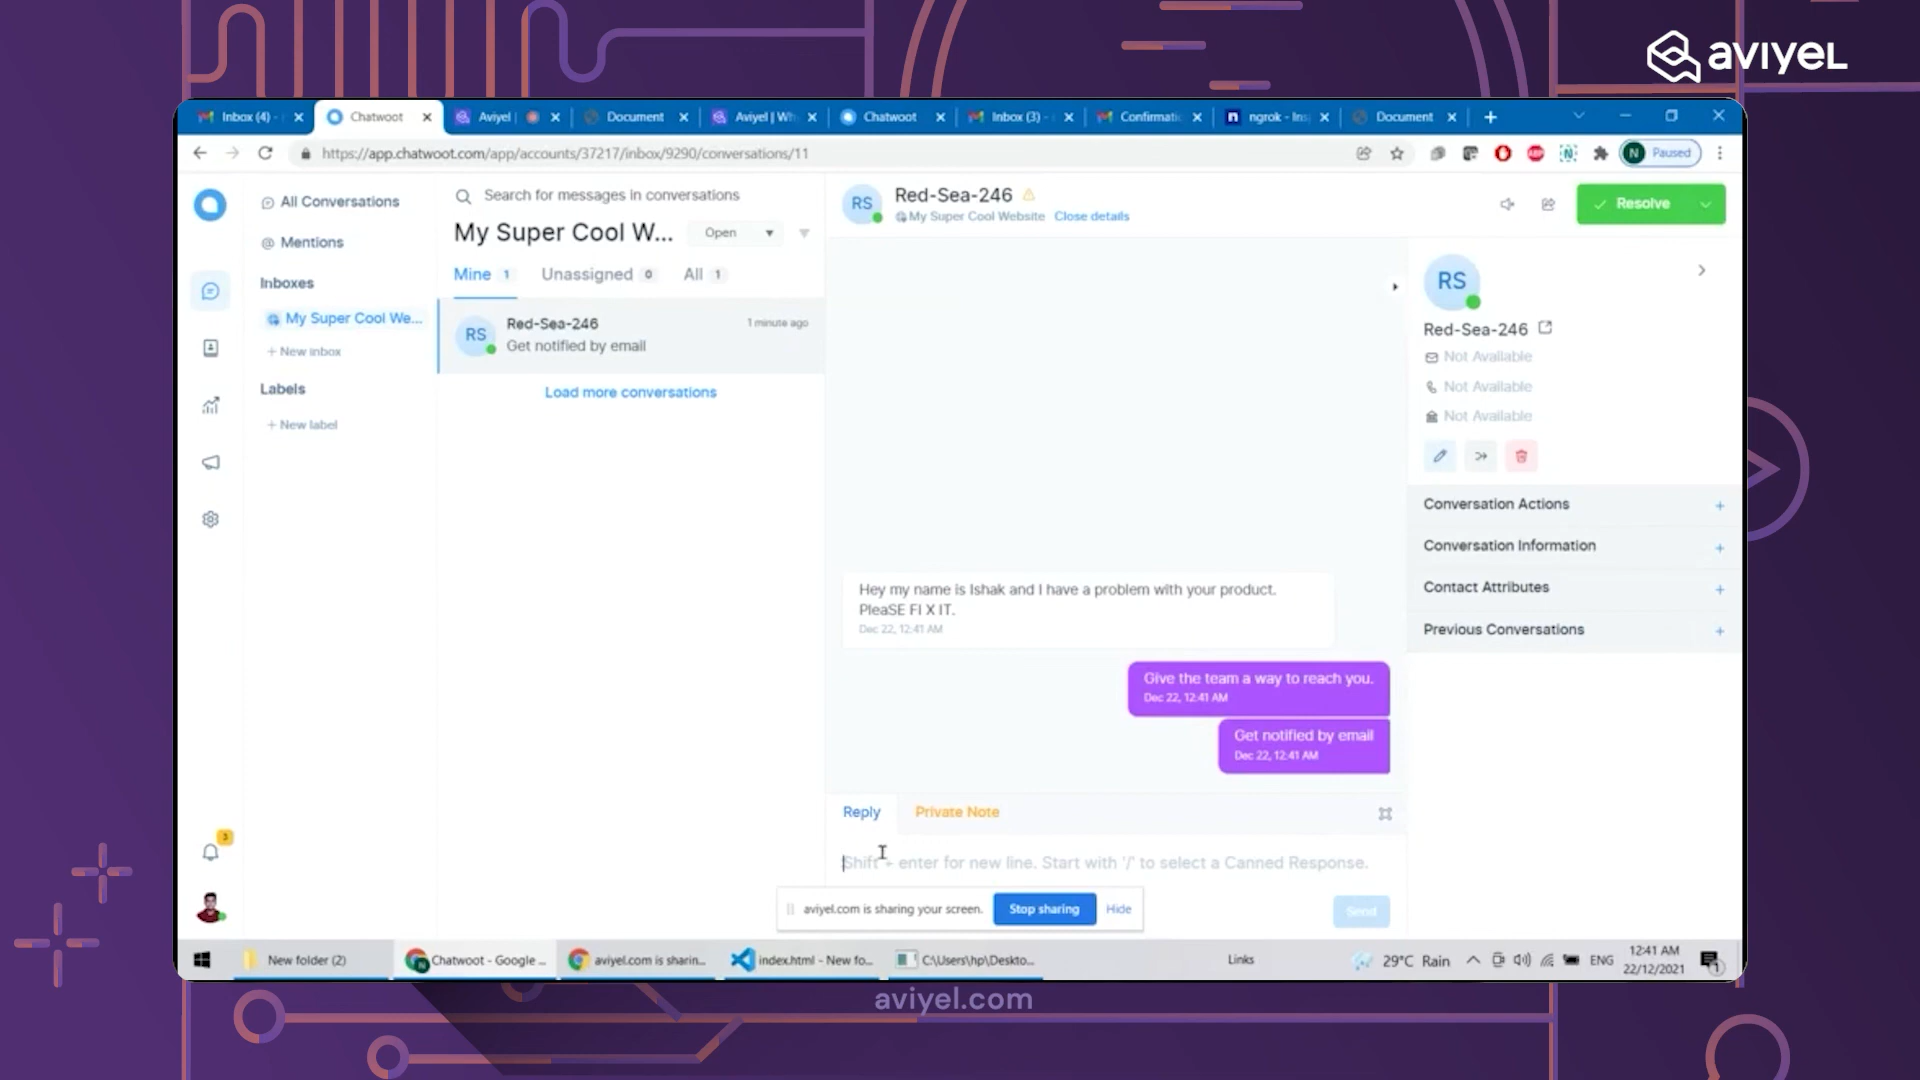 aviyel
Inbox (4) -
Chatwoot
Aviyel |
Document
Aviyel | Wh
Chatwoot
Inbox (3) -
Confirmatic
ngrok - Ins
Document
https://app.chatwoot.com/app/accounts/37217/inbox/9290/conversations/11
N Paused
All Conversations
Mentions
Inboxes
My Super Cool We...
+ New inbox
Labels
+ New label
3
Search for messages in conversations
My Super Cool W...
Open
Mine 1
Unassigned 0
All 1
RS
Red-Sea-246
1 minute ago
Get notified by email
Load more conversations
RS
Red-Sea-246
My Super Cool Website Close details
Resolve
Hey my name is Ishak and I have a problem with your product.
PleaSE FI X IT.
Dec 22, 12:41 AM
Give the team a way to reach you.
Dec 22, 12:41 AM
Get notified by email
Dec 22, 12:41 AM
Reply
Private Note
Shift + enter for new line. Start with '/' to select a Canned Response.
Send
RS
Red-Sea-246
Not Available
Not Available
Not Available
Conversation Actions +
Conversation Information +
Contact Attributes +
Previous Conversations +
aviyel.com is sharing your screen.
Stop sharing
Hide
New folder (2)
Chatwoot - Google ...
aviyel.com is sharin...
index.html - New fo...
C:\Users\hp\Deskto...
Links
29°C Rain
ENG
12:41 AM
22/12/2021
1
aviyel.com